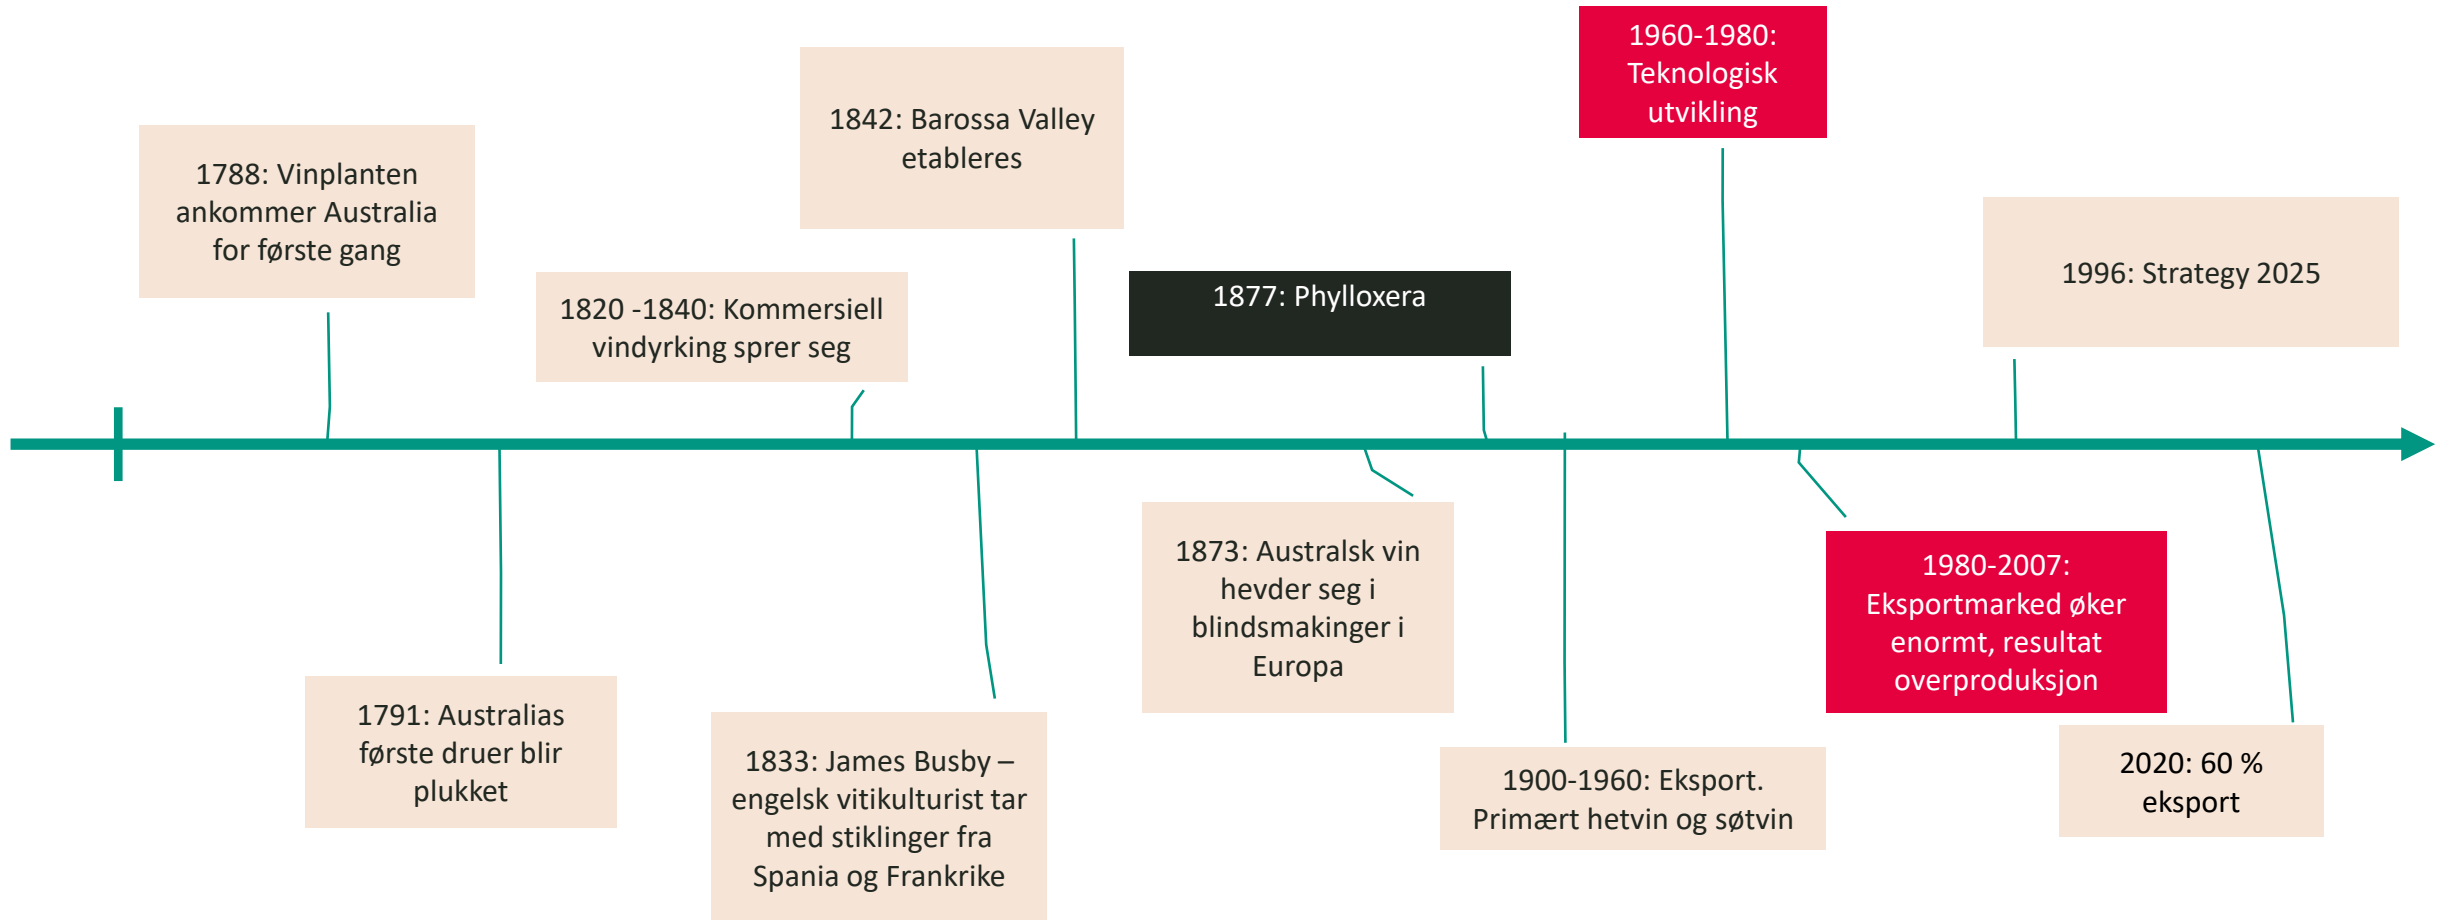 1788: Vinplanten
ankommer Australia
for første gang
1791: Australias
første druer blir
plukket
1820 -1840: Kommersiell
vindyrking sprer seg
1833: James Busby –
engelsk vitikulturist tar
med stiklinger fra
Spania og Frankrike
1842: Barossa Valley
etableres
1873: Australsk vin
hevder seg i
blindsmakinger i
Europa
1877: Phylloxera
1900-1960: Eksport.
Primært hetvin og søtvin
1960-1980:
Teknologisk
utvikling
1980-2007:
Eksportmarked øker
enormt, resultat
overproduksjon
1996: Strategy 2025
2020: 60 %
eksport